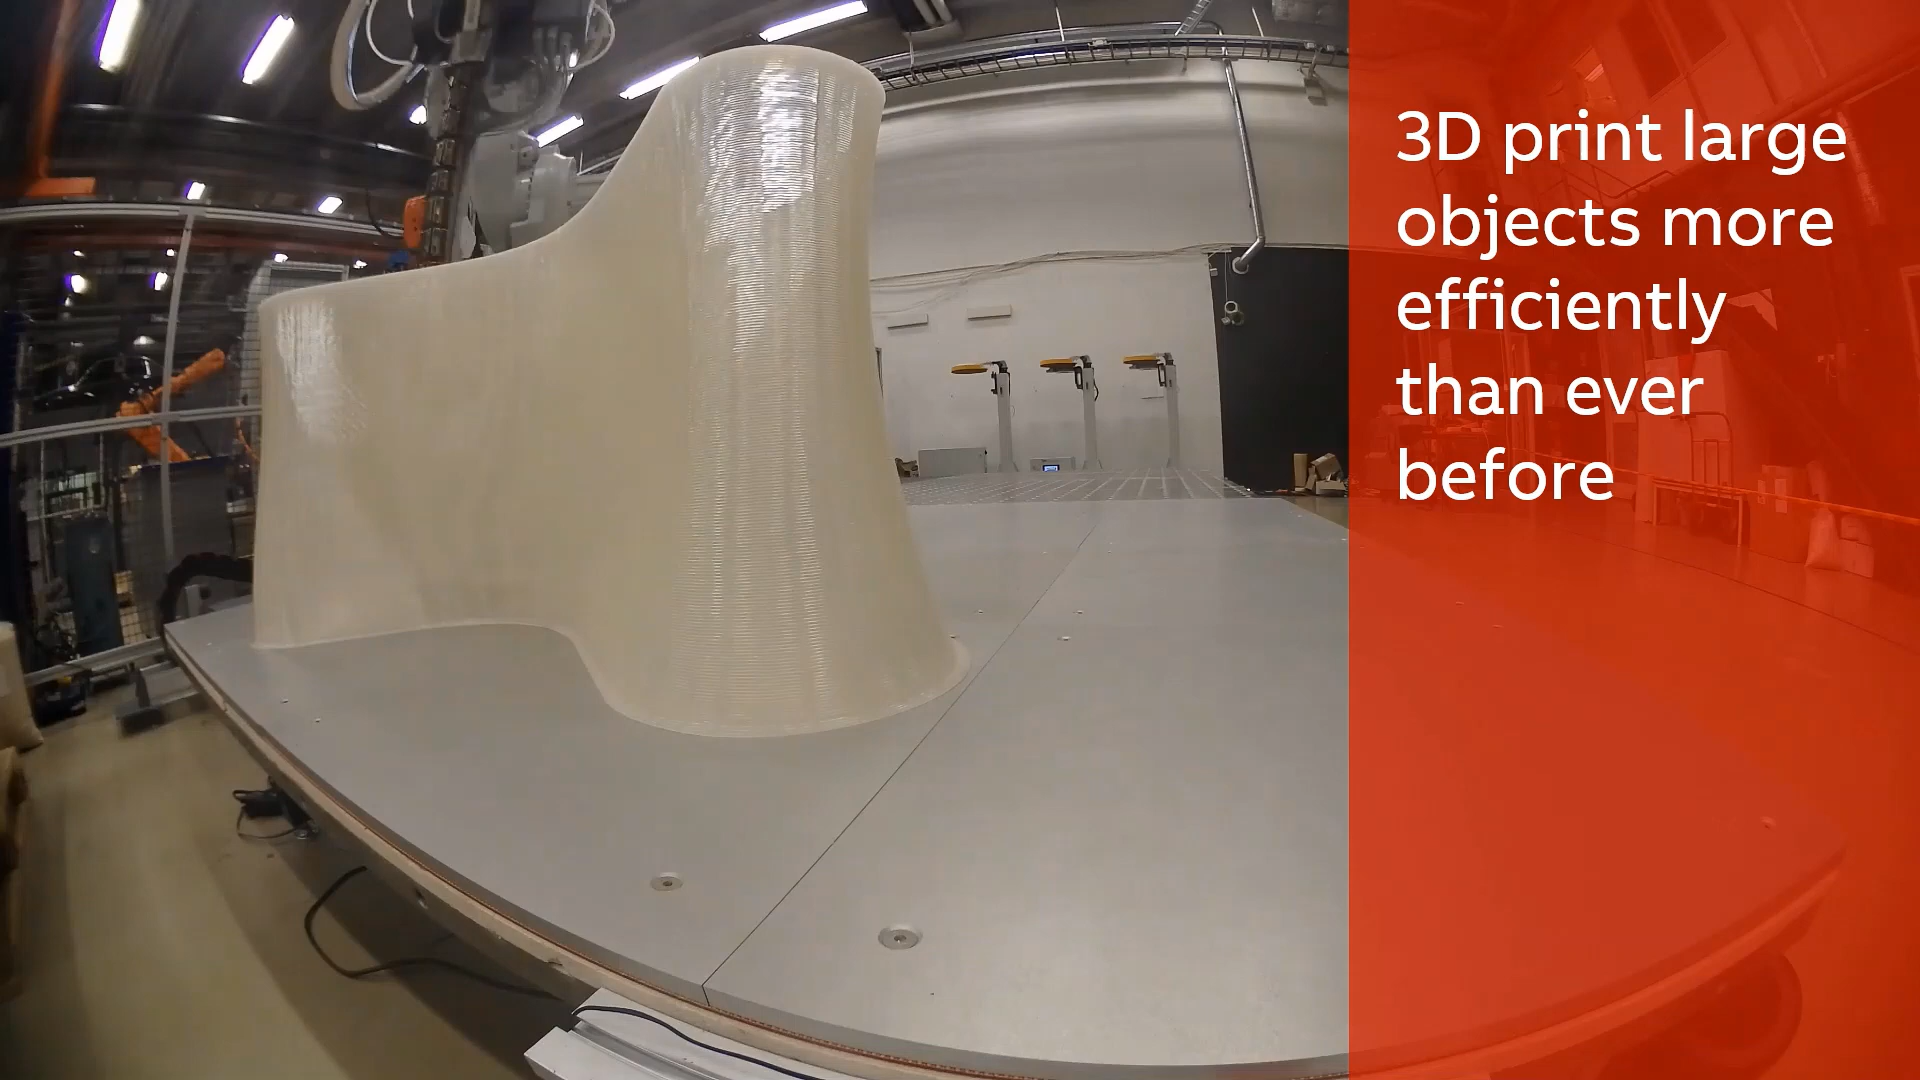 3D print large
objects more
efficiently
than ever
before